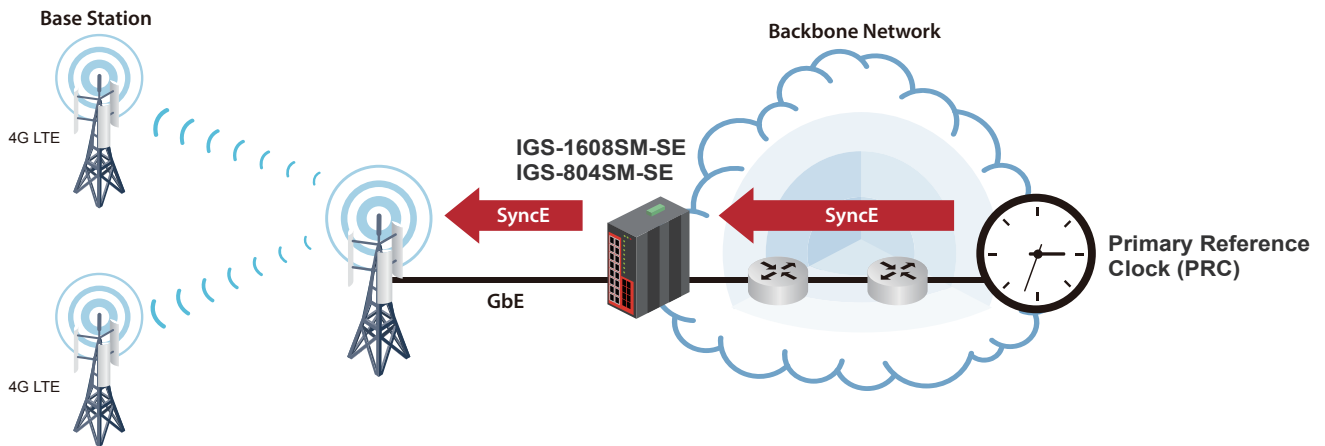 Base Station
Backbone Network
4G LTE
IGS-1608SM-SE
IGS-804SM-SE
SyncE
SyncE
Primary Reference
Clock (PRC)
GbE
4G LTE